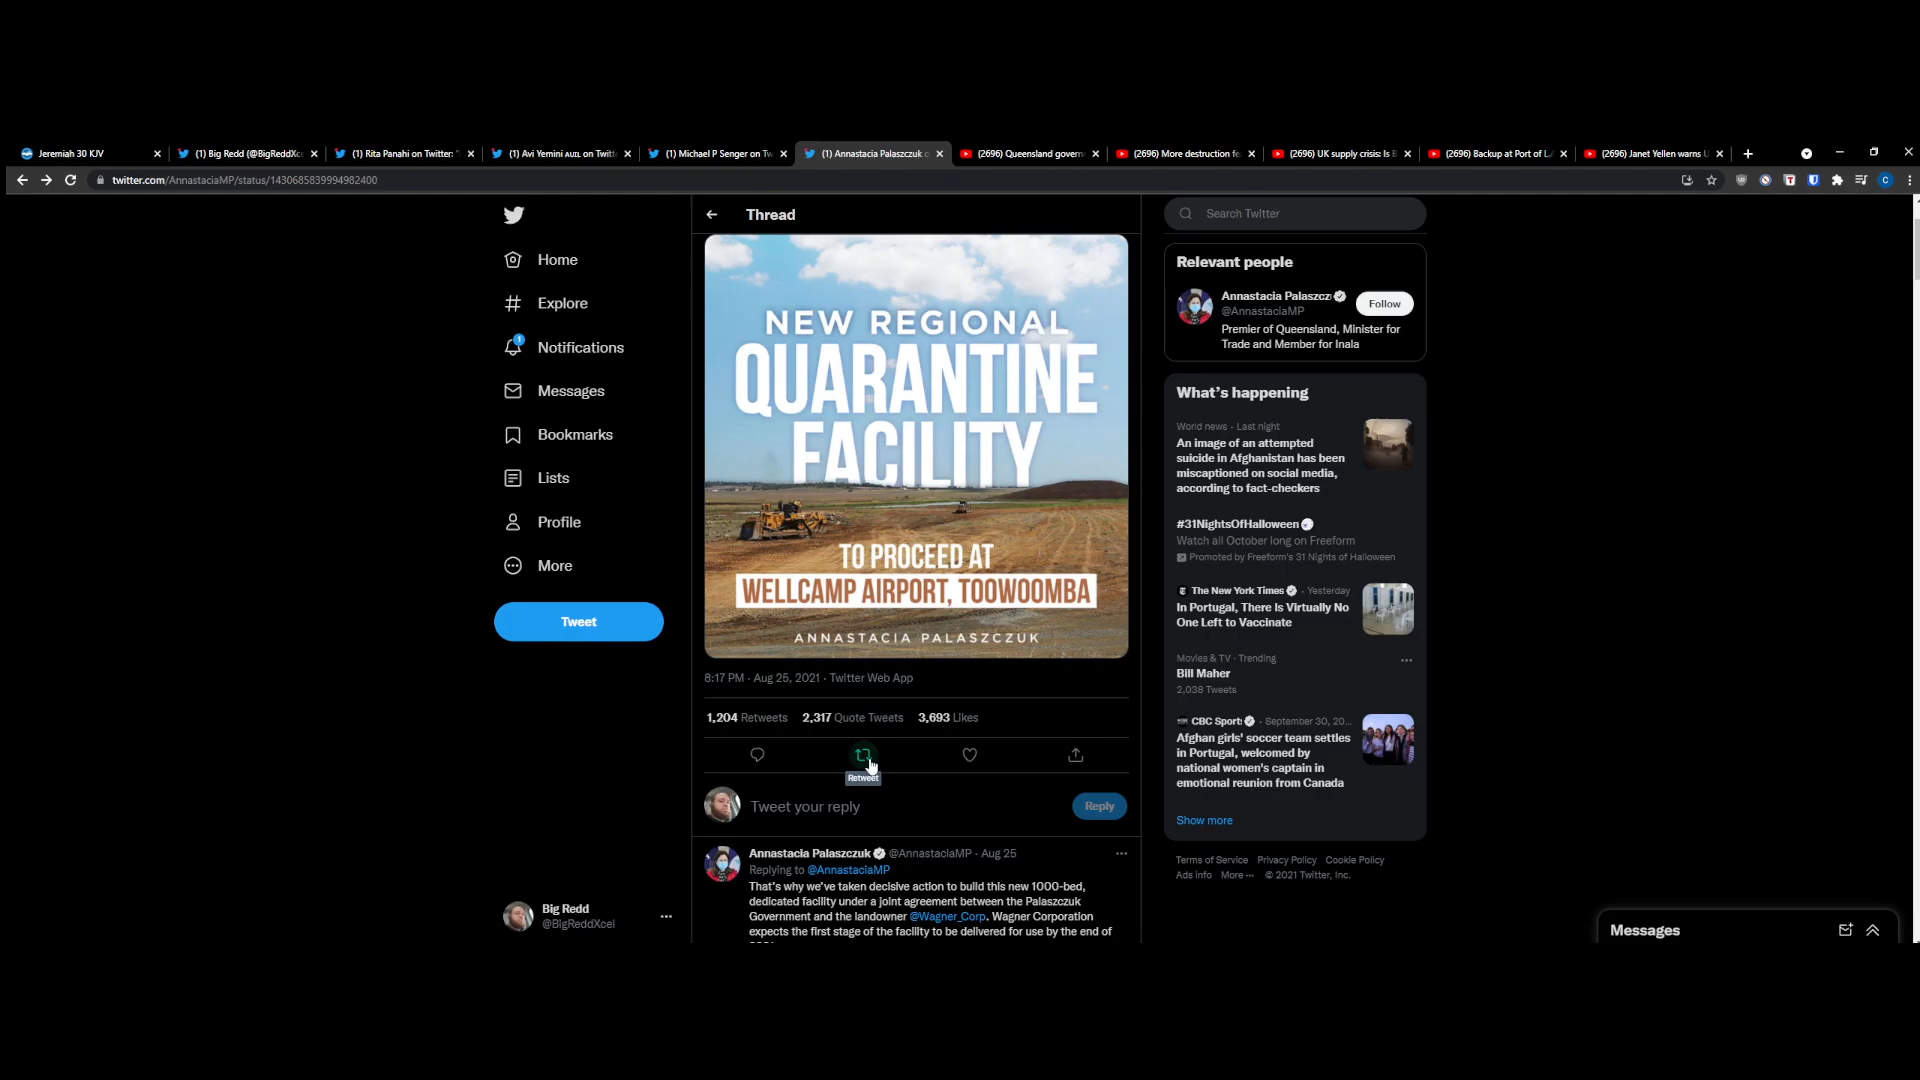 Jeremiah 30 KJV
(1) Big Redd (@BigReddXce
(1) Rita Panahi on Twitter: "
(1) Avi Yemini
on Twitt
(1) Michael P Senger on Tw
(1) Annastacia Palaszczuk o
(2696) Queensland govern
(2696) More destruction fe
(2696) UK supply crisis: Is B
(2696) Backup at Port of L
(2696) Janet Yellen warns U
twitter.com/AnnastaciaMP/status/1430685839994982400
Home
Explore
1
Notifications
Messages
Bookmarks
Lists
Profile
More
Tweet
Big Redd
@BigReddXcel
Thread
NEW REGIONAL
QUARANTINE
FACILITY
TO PROCEED AT
WELLCAMP AIRPORT, TOOWOOMBA
ANNASTACIA PALASZCZUK
8:17 PM · Aug 25, 2021 · Twitter Web App
1,204 Retweets 2,317 Quote Tweets 3,693 Likes
Retweet
Tweet your reply
Reply
Annastacia Palaszczuk @AnnastaciaMP · Aug 25
Replying to @AnnastaciaMP
That's why we've taken decisive action to build this new 1000-bed,
dedicated facility under a joint agreement between the Palaszczuk
Government and the landowner @Wagner_Corp. Wagner Corporation
expects the first stage of the facility to be delivered for use by the end of
Search Twitter
Relevant people
Annastacia Palaszcz
@AnnastaciaMP
Follow
Premier of Queensland, Minister for
Trade and Member for Inala
What's happening
World news · Last night
An image of an attempted
suicide in Afghanistan has been
miscaptioned on social media,
according to fact-checkers
#31NightsOfHalloween
Watch all October long on Freeform
Promoted by Freeform's 31 Nights of Halloween
The New York Times · Yesterday
In Portugal, There Is Virtually No
One Left to Vaccinate
Movies & TV · Trending
Bill Maher
2,038 Tweets
CBC Sports · September 30, 20...
Afghan girls' soccer team settles
in Portugal, welcomed by
national women's captain in
emotional reunion from Canada
Show more
Terms of Service Privacy Policy Cookie Policy
Ads info More ··· © 2021 Twitter, Inc.
Messages